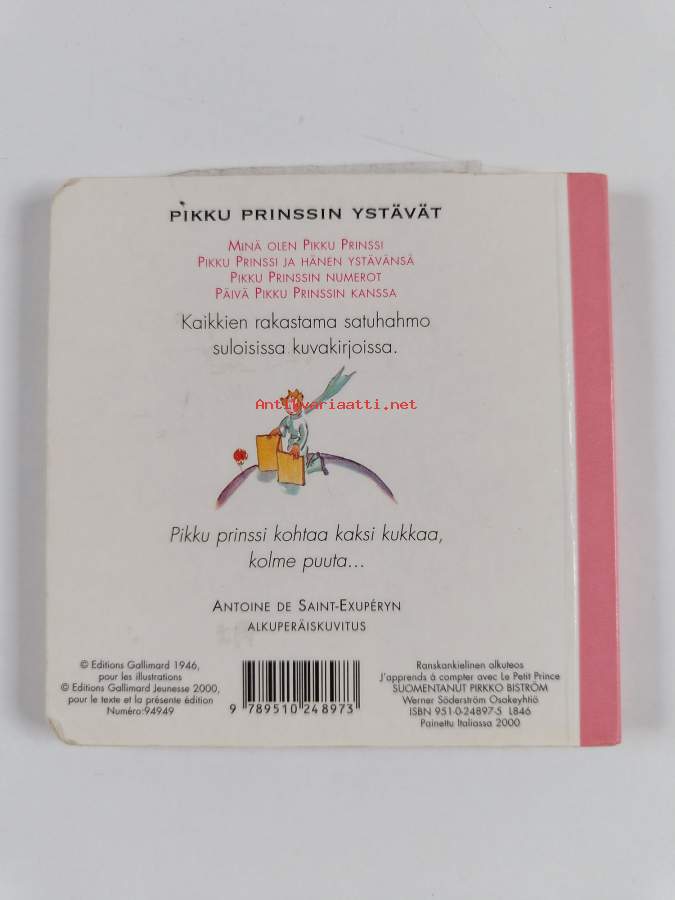 PIKKU PRINSSIN YSTÄVÄT
MINÄ OLEN PIKKU PRINSSI
PIKKU PRINSSI JA HÄNEN YSTÄVÄNSÄ
PIKKU PRINSSIN NUMEROT
PÄIVÄ PIKKU PRINSSIN KANSSA
Kaikkien rakastama satuhahmo
suloisissa kuvakirjoissa.
Antikvariaatti.net
Pikku prinssi kohtaa kaksi kukkaa,
kolme puuta...
ANTOINE DE SAINT-EXUPÉRYN
ALKUPERÄISKUVITUS
© Editions Gallimard 1946,
pour les illustrations
© Editions Gallimard Jeunesse 2000,
pour le texte et la présente édition
Numéro:94949
9 789510 248973
Ranskankielinen alkuteos
J'apprends à compter avec Le Petit Prince
SUOMENTANUT PIRKKO BISTRÖM
Werner Söderström Osakeyhtiö
ISBN 951-0-24897-5 L846
Painettu Italiassa 2000